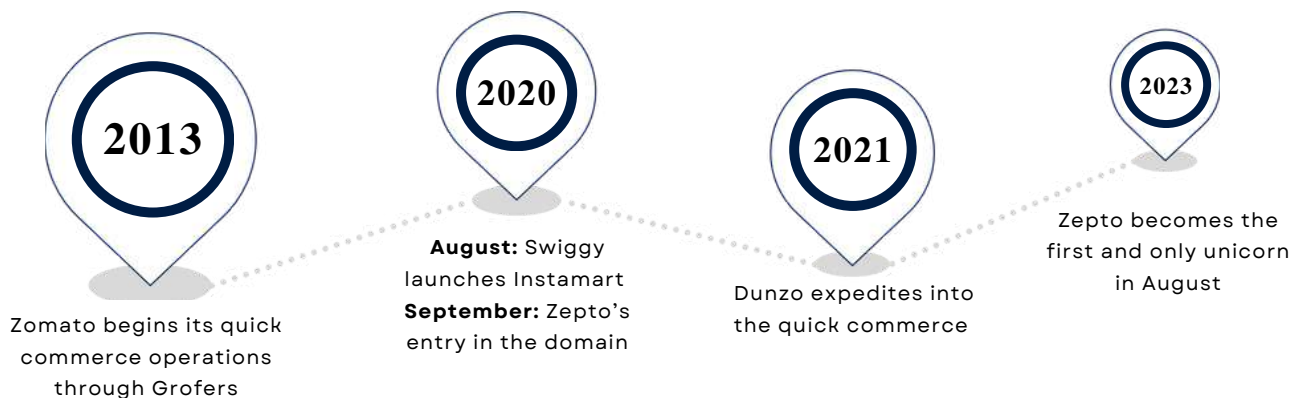 2013
Zomato begins its quick
commerce operations
through Grofers
2020
August: Swiggy
launches Instamart
September: Zepto's
entry in the domain
2021
Dunzo expedites into
the quick commerce
2023
Zepto becomes the
first and only unicorn
in August